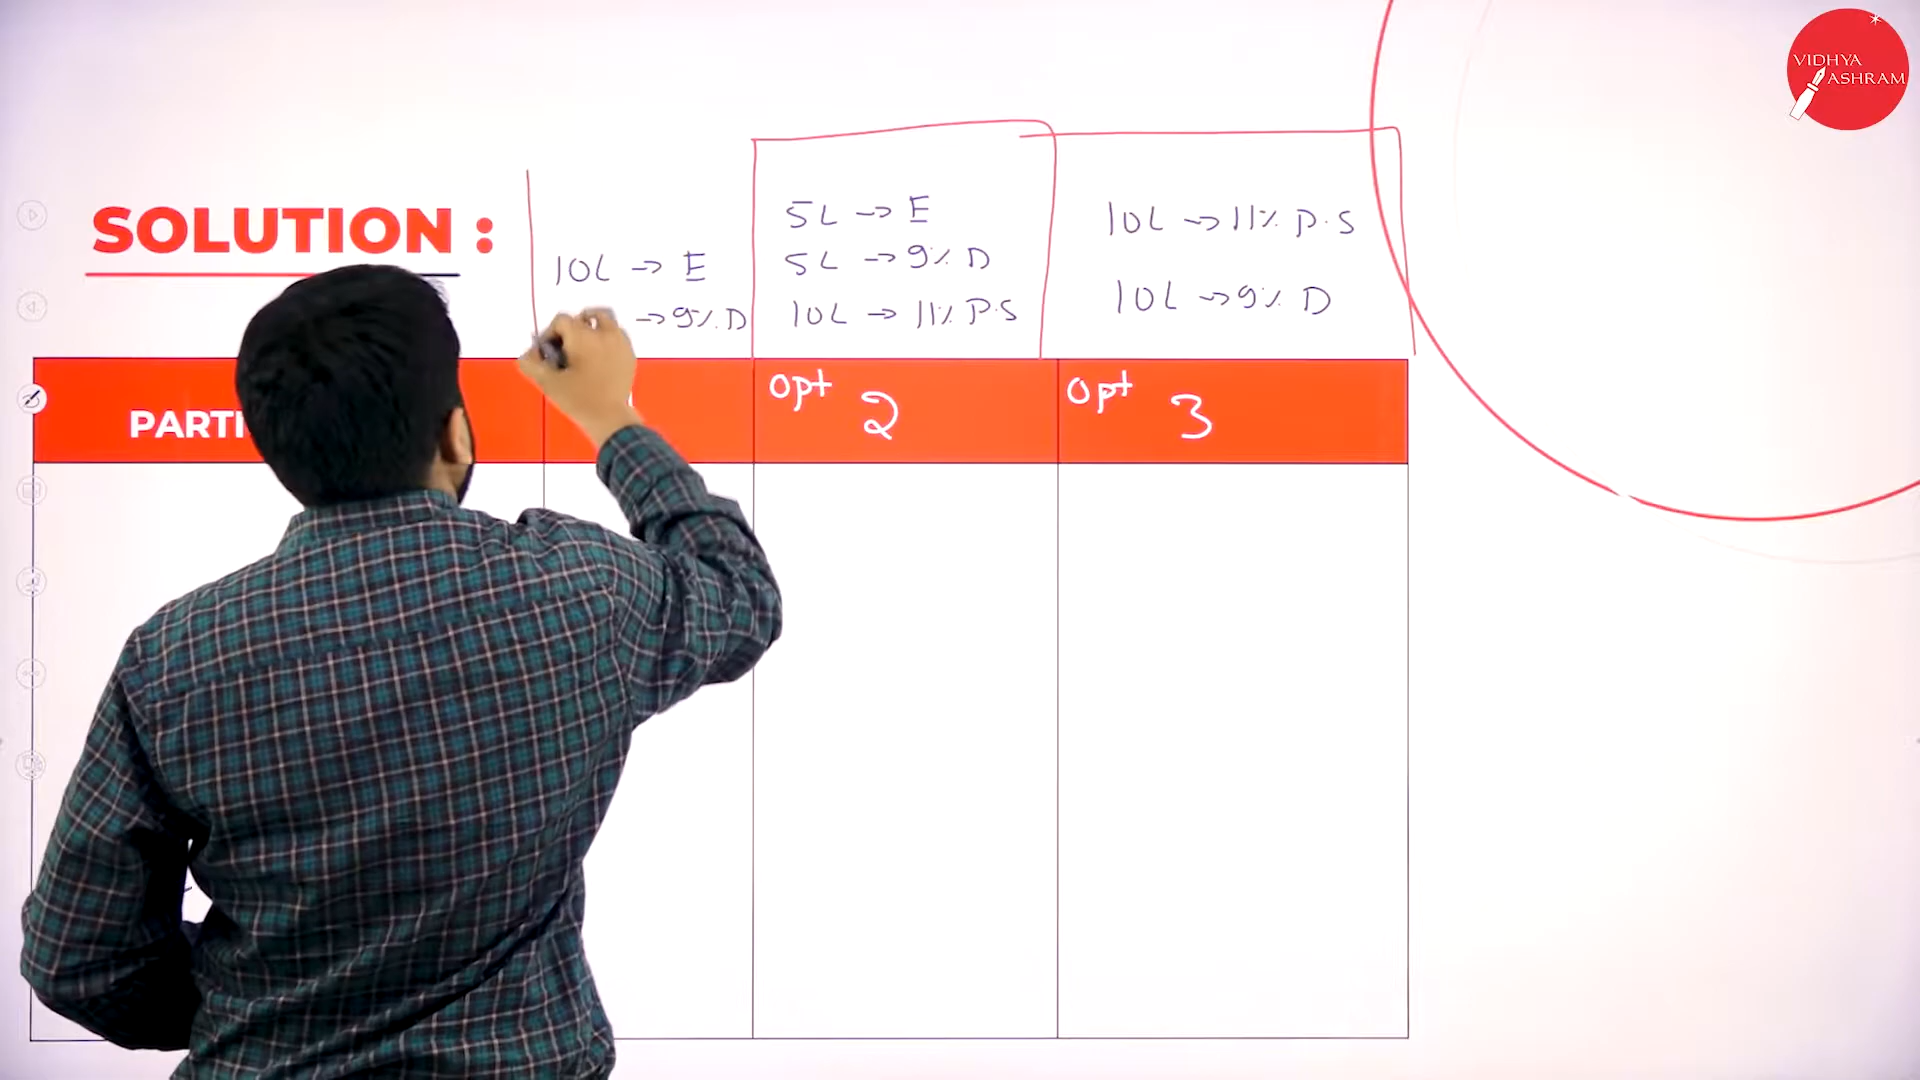 VIDHYA
ASHRAM
SOLUTION :
10L → E
→ 9% D
5L → E
5L → 9% D
10L → 11% P.S
10L → 11% P.S
10L → 9% D
PARTI
Opt 2
Opt 3